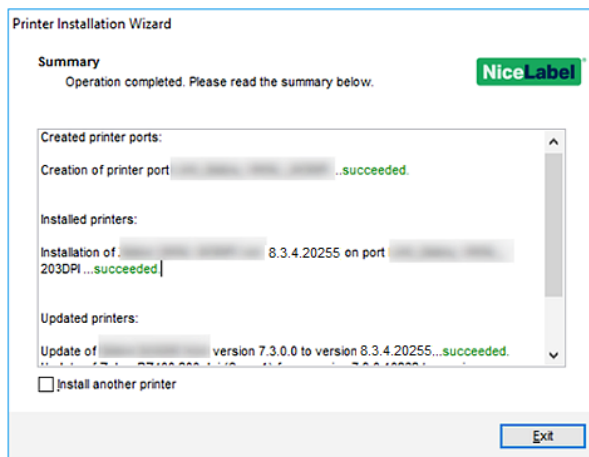 Printer Installation Wizard
Summary
Operation completed. Please read the summary below.
NiceLabel
Created printer ports:
Creation of printer port ..succeeded.
Installed printers:
Installation of 8.3.4.20255 on port
203DPI ...succeeded.
Updated printers:
Update of version 7.3.0.0 to version 8.3.4.20255...succeeded.
Install another printer
Exit